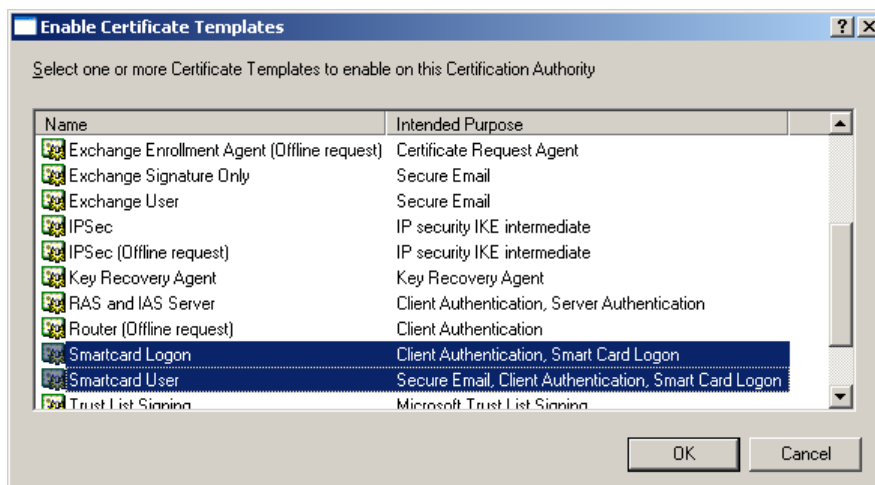 Enable Certificate Templates
Select one or more Certificate Templates to enable on this Certification Authority
Name Intended Purpose
Exchange Enrollment Agent (Offline request) Certificate Request Agent
Exchange Signature Only Secure Email
Exchange User Secure Email
IPSec IP security IKE intermediate
IPSec (Offline request) IP security IKE intermediate
Key Recovery Agent Key Recovery Agent
RAS and IAS Server Client Authentication, Server Authentication
Router (Offline request) Client Authentication
Smartcard Logon Client Authentication, Smart Card Logon
Smartcard User Secure Email, Client Authentication, Smart Card Logon
Trust List Signing Microsoft Trust List Signing
OK Cancel